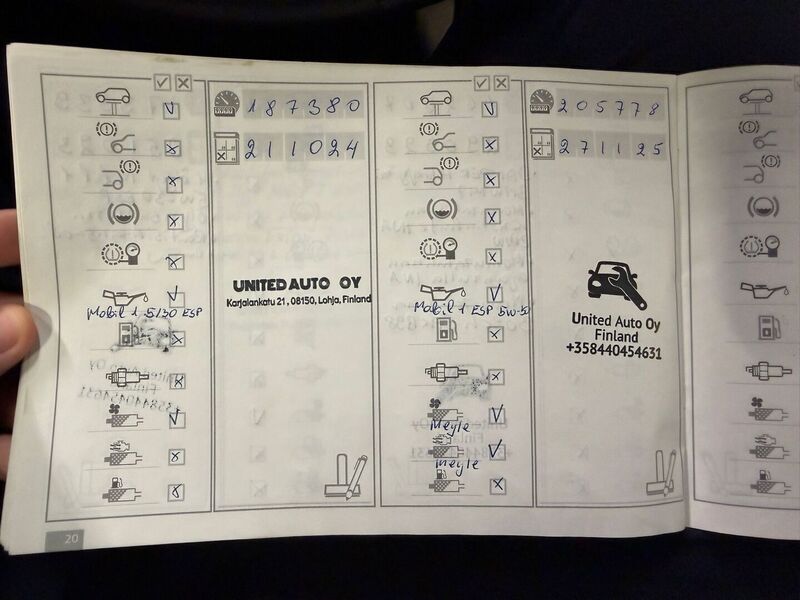 187380
211024
UNITED AUTO OY
Karjalankatu 21, 08150, Lohja, Finland
Mobil 1 5/30 ESP
205778
271125
Mobil 1 ESP 5W-
United Auto Oy
Finland
+358440454631
Meyle
Meyle
20